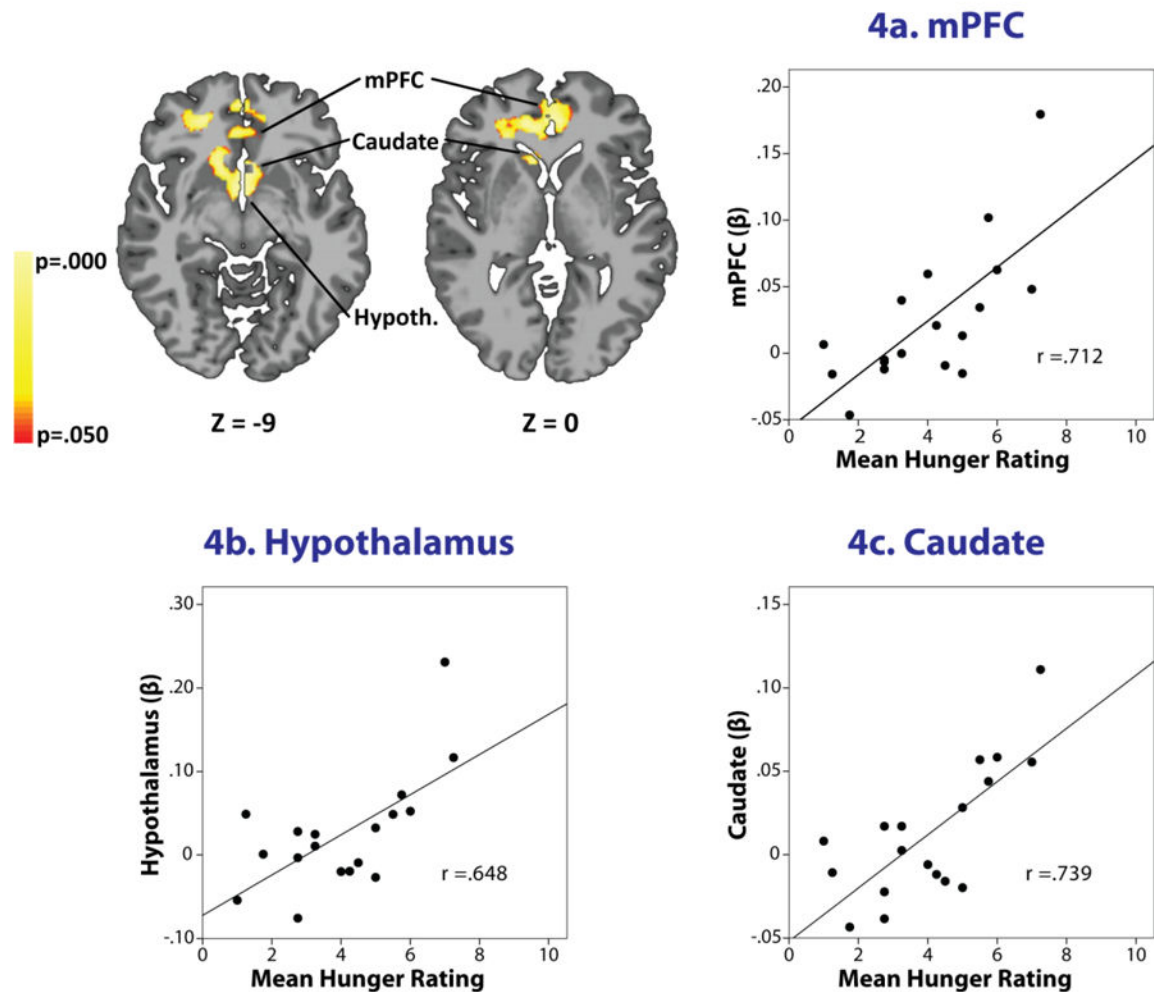 4a. mPFC
mPFC
Caudate
Hypoth.
p=.000
p=.050
Z = -9
Z = 0
.20
.15
.10
.05
0
-.05
mPFC (β)
r =.712
0 2 4 6 8 10
Mean Hunger Rating
4b. Hypothalamus
.30
.20
.10
0
-.10
Hypothalamus (β)
r =.648
0 2 4 6 8 10
Mean Hunger Rating
4c. Caudate
.15
.10
.05
0
-.05
Caudate (β)
r =.739
0 2 4 6 8 10
Mean Hunger Rating